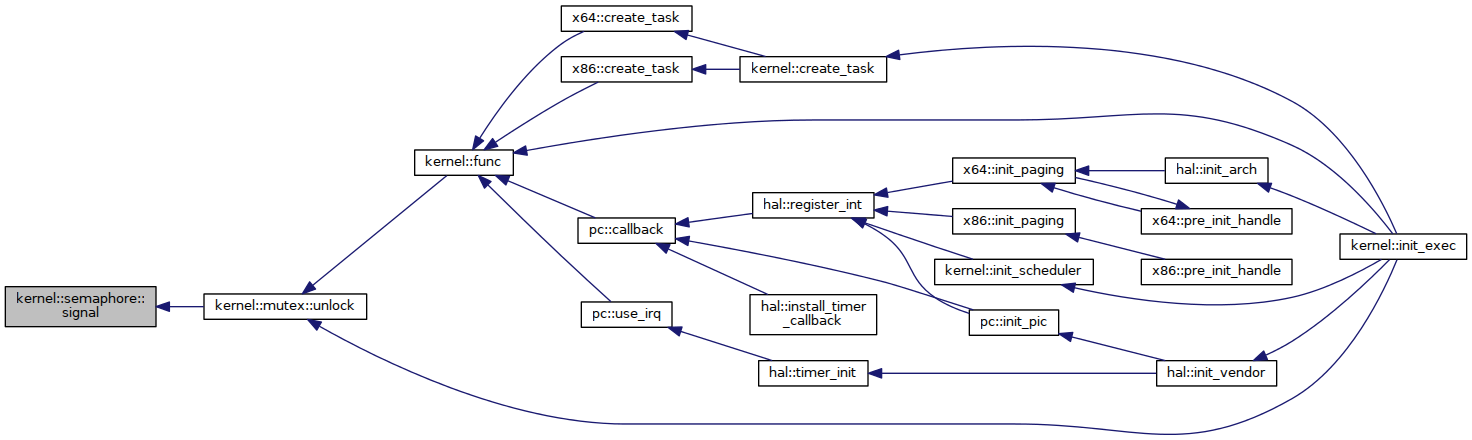 x64::create_task
x86::create_task
kernel::create_task
kernel::func
x64::init_paging
hal::init_arch
hal::register_int
x64::pre_init_handle
x86::init_paging
pc::callback
kernel::init_exec
kernel::init_scheduler
x86::pre_init_handle
kernel::semaphore::
signal
kernel::mutex::unlock
hal::install_timer
_callback
pc::use_irq
pc::init_pic
hal::timer_init
hal::init_vendor